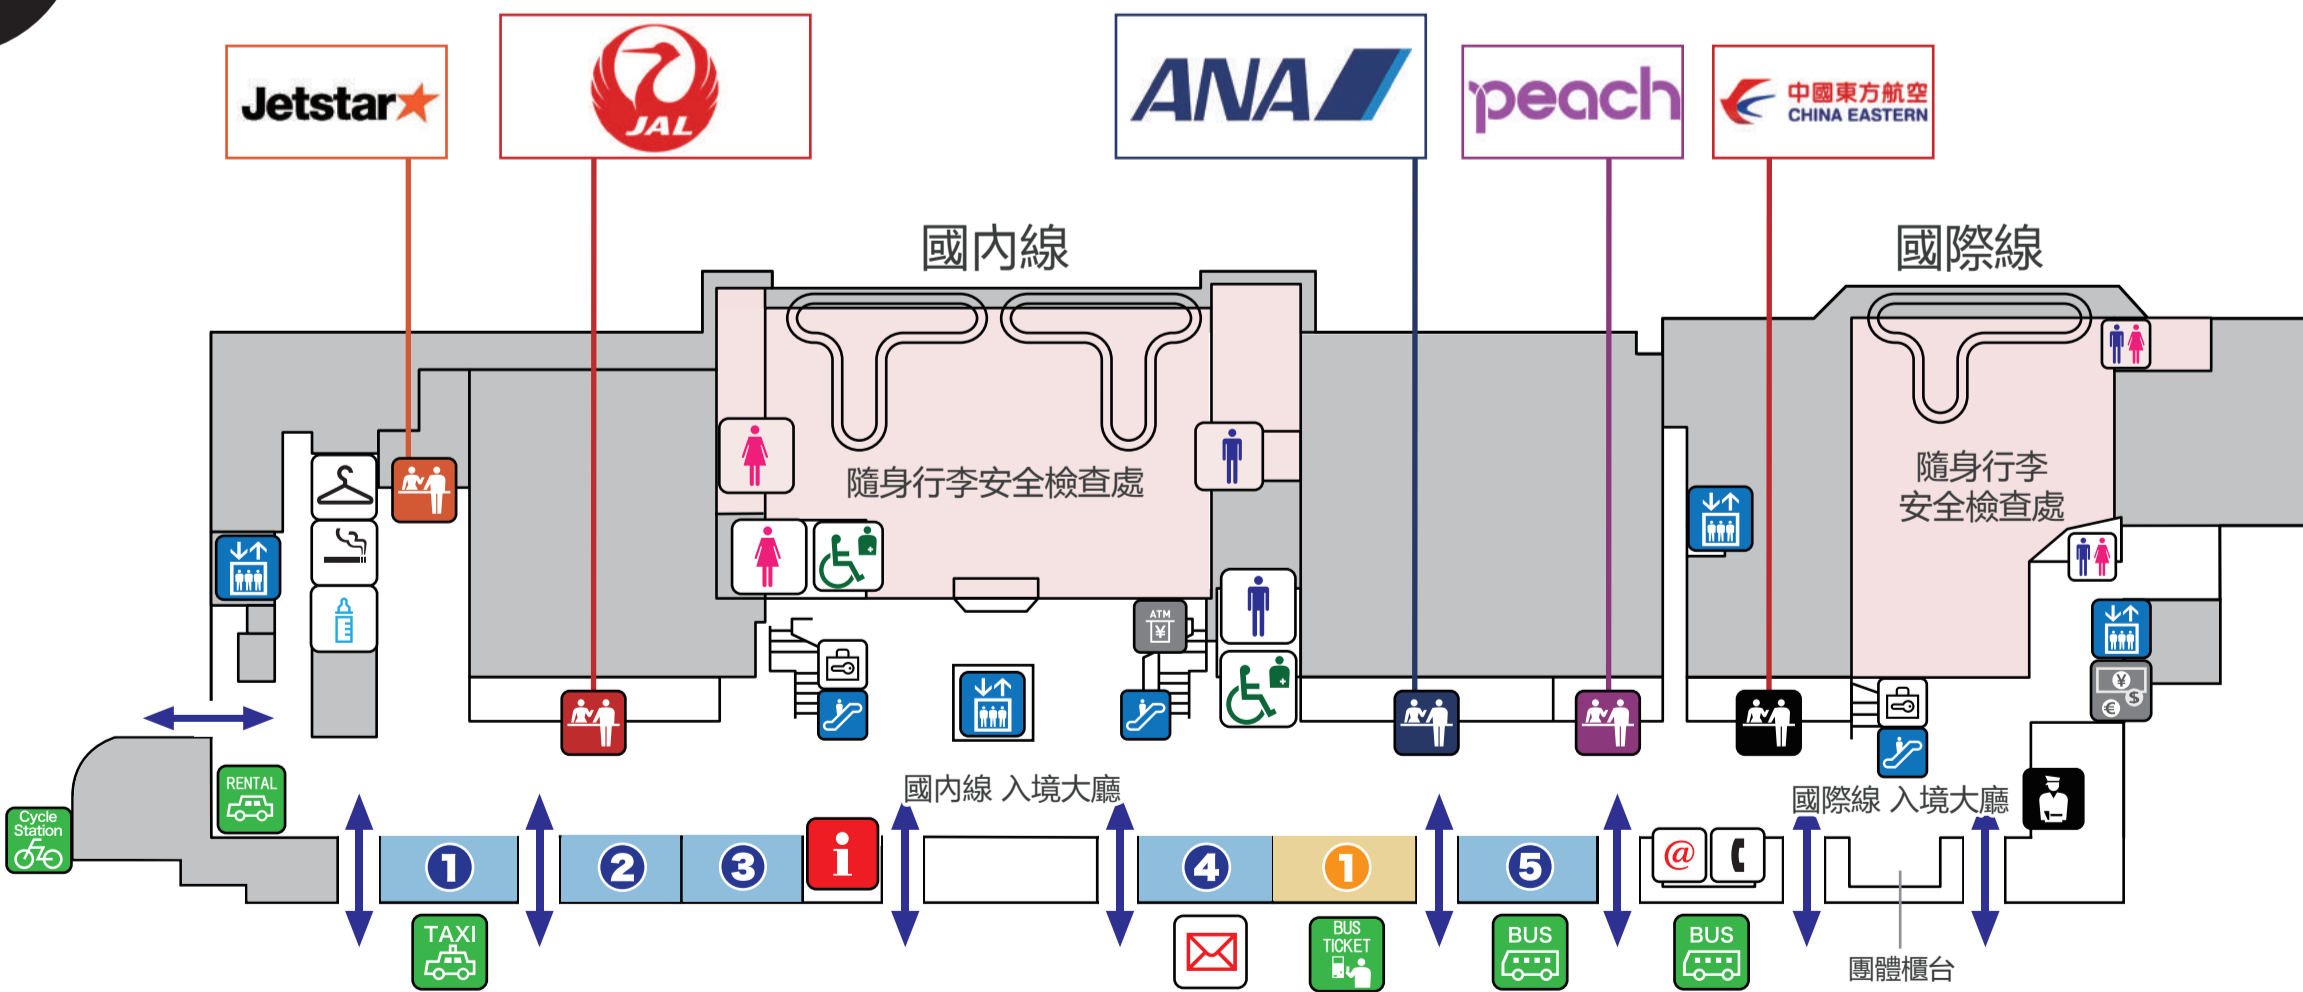 Jetstar
JAL
ANA
peach
中國東方航空
CHINA EASTERN
國內線
國際線
隨身行李安全檢查處
隨身行李
安全檢查處
ATM
¥
¥
$
€
RENTAL
國內線 入境大廳
國際線 入境大廳
Cycle
Station
1
2
3
i
4
1
5
@
TAXI
BUS
TICKET
BUS
BUS
團體櫃台